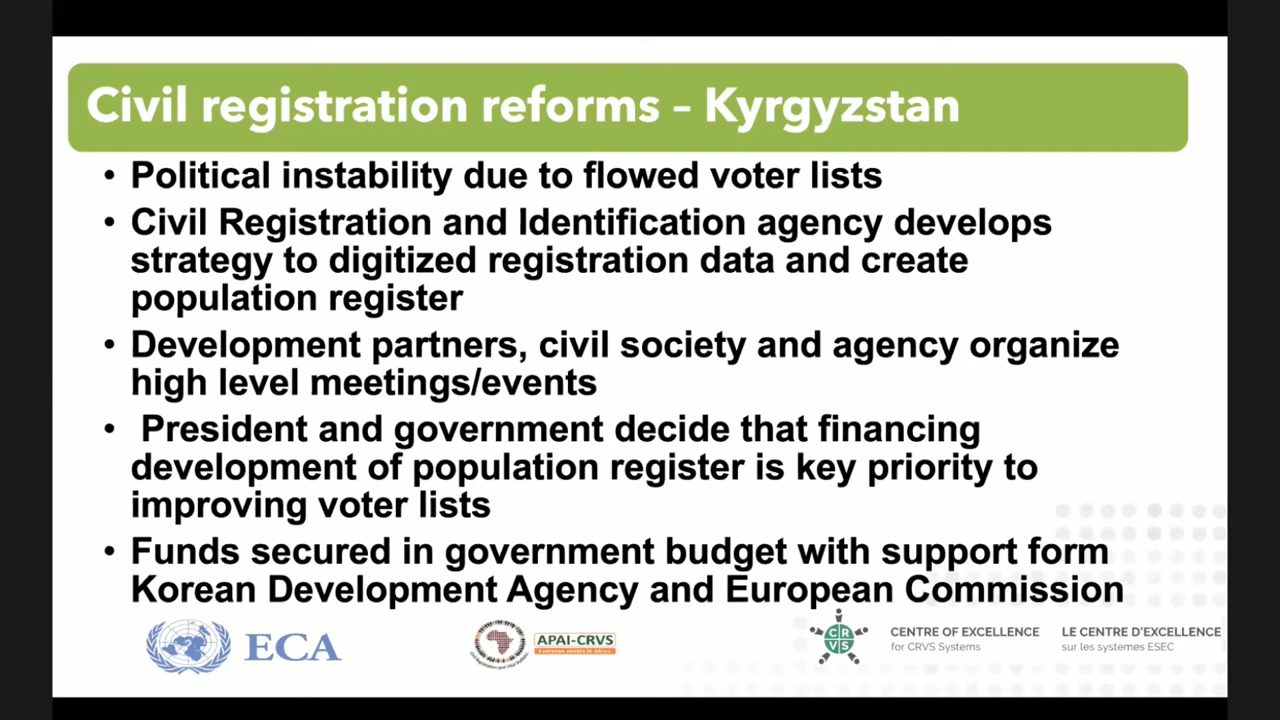 Civil registration reforms – Kyrgyzstan
• Political instability due to flowed voter lists
• Civil Registration and Identification agency develops
strategy to digitized registration data and create
population register
• Development partners, civil society and agency organize
high level meetings/events
• President and government decide that financing
development of population register is key priority to
improving voter lists
• Funds secured in government budget with support form
Korean Development Agency and European Commission
ECA
APAI-CRVS
CRVS
CENTRE OF EXCELLENCE
for CRVS Systems
LE CENTRE D'EXCELLENCE
sur les systèmes ESEC